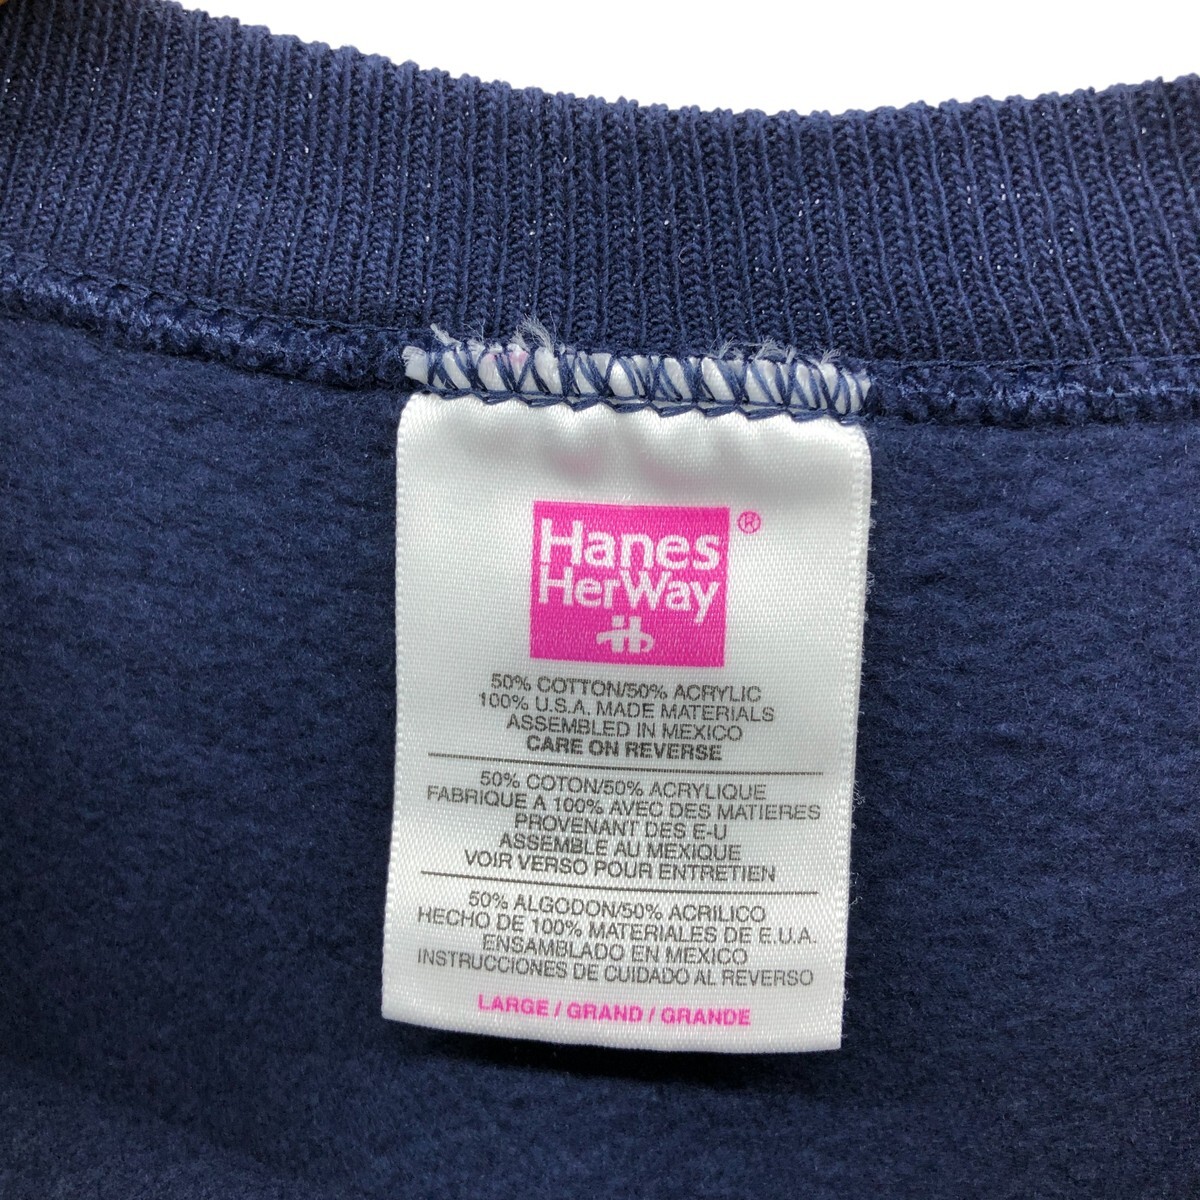 Hanes®
HerWay
50% COTTON/50% ACRYLIC
100% U.S.A. MADE MATERIALS
ASSEMBLED IN MEXICO
CARE ON REVERSE
50% COTON/50% ACRYLIQUE
FABRIQUE A 100% AVEC DES MATIERES
PROVENANT DES E-U
ASSEMBLE AU MEXIQUE
VOIR VERSO POUR ENTRETIEN
50% ALGODON/50% ACRILICO
HECHO DE 100% MATERIALES DE E.U.A.
ENSAMBLADO EN MEXICO
INSTRUCCIONES DE CUIDADO AL REVERSO
LARGE / GRAND / GRANDE